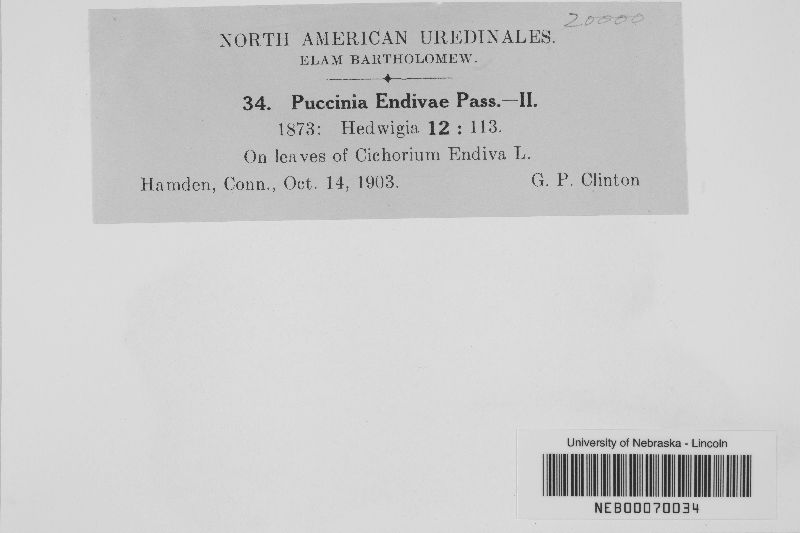 20000
NORTH AMERICAN UREDINALES.
ELAM BARTHOLOMEW.
34. Puccinia Endivae Pass.—II.
1873: Hedwigia 12 : 113.
On leaves of Cichorium Endiva L.
Hamden, Conn., Oct. 14, 1903. G. P. Clinton
University of Nebraska - Lincoln
NEB00070034